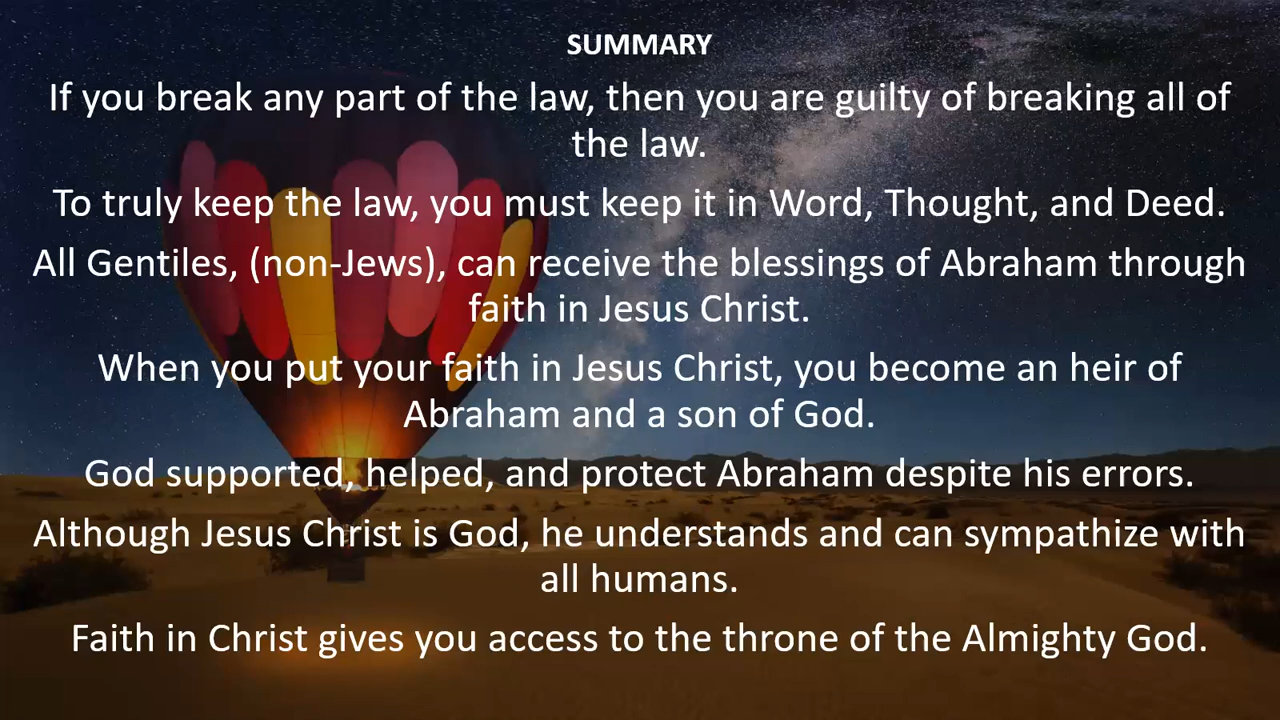 SUMMARY
If you break any part of the law, then you are guilty of breaking all of
the law.
To truly keep the law, you must keep it in Word, Thought, and Deed.
All Gentiles, (non-Jews), can receive the blessings of Abraham through
faith in Jesus Christ.
When you put your faith in Jesus Christ, you become an heir of
Abraham and a son of God.
God supported, helped, and protect Abraham despite his errors.
Although Jesus Christ is God, he understands and can sympathize with
all humans.
Faith in Christ gives you access to the throne of the Almighty God.